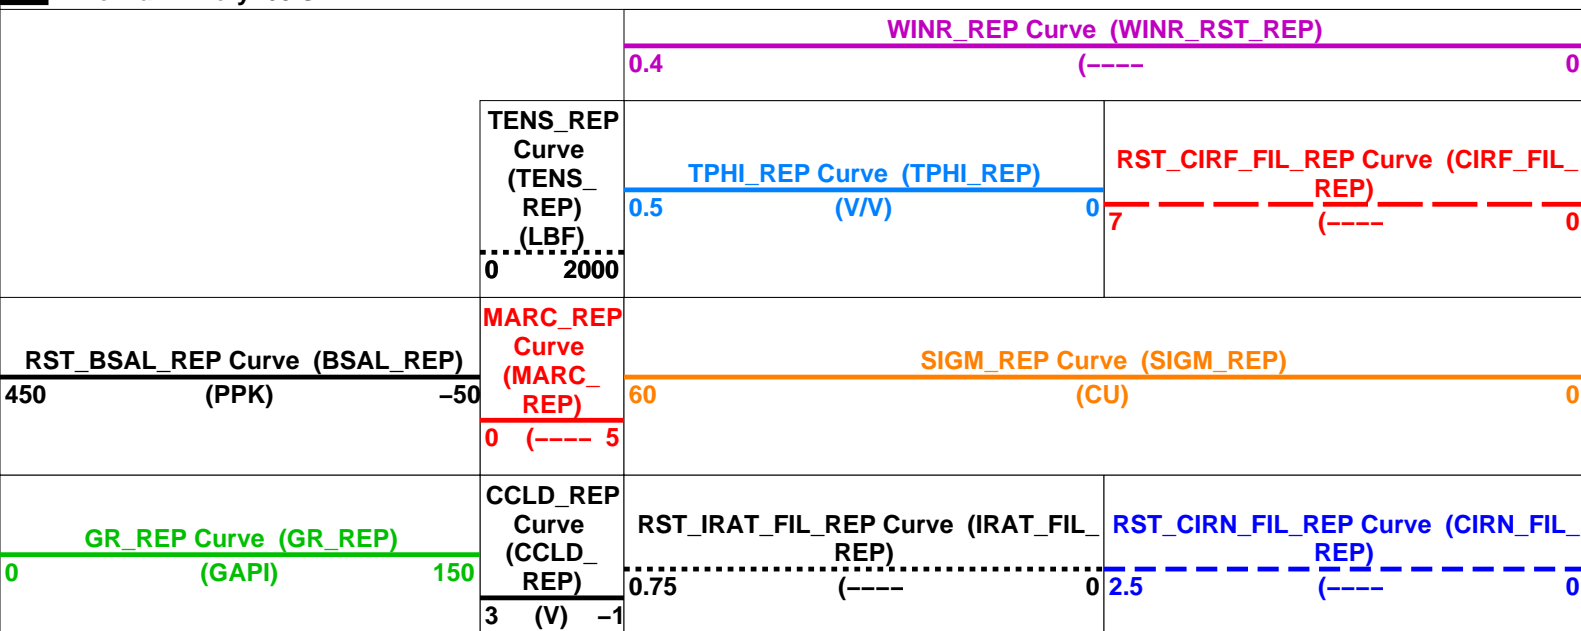 WINR_REP Curve (WINR_RST_REP)
0.4 (−−−− 0
TENS_REP
Curve
(TENS_
REP)
(LBF)
0 2000
TPHI_REP Curve (TPHI_REP)
0.5 (V/V) 0
RST_CIRF_FIL_REP Curve (CIRF_FIL_
REP)
7 (−−−− 0
RST_BSAL_REP Curve (BSAL_REP)
450 (PPK) −50
MARC_REP
Curve
(MARC_
REP)
0 (−−−− 5
SIGM_REP Curve (SIGM_REP)
60 (CU) 0
GR_REP Curve (GR_REP)
0 (GAPI) 150
CCLD_REP
Curve
(CCLD_
REP)
3 (V) −1
RST_IRAT_FIL_REP Curve (IRAT_FIL_
REP)
0.75 (−−−− 0
RST_CIRN_FIL_REP Curve (CIRN_FIL_
REP)
2.5 (−−−− 0